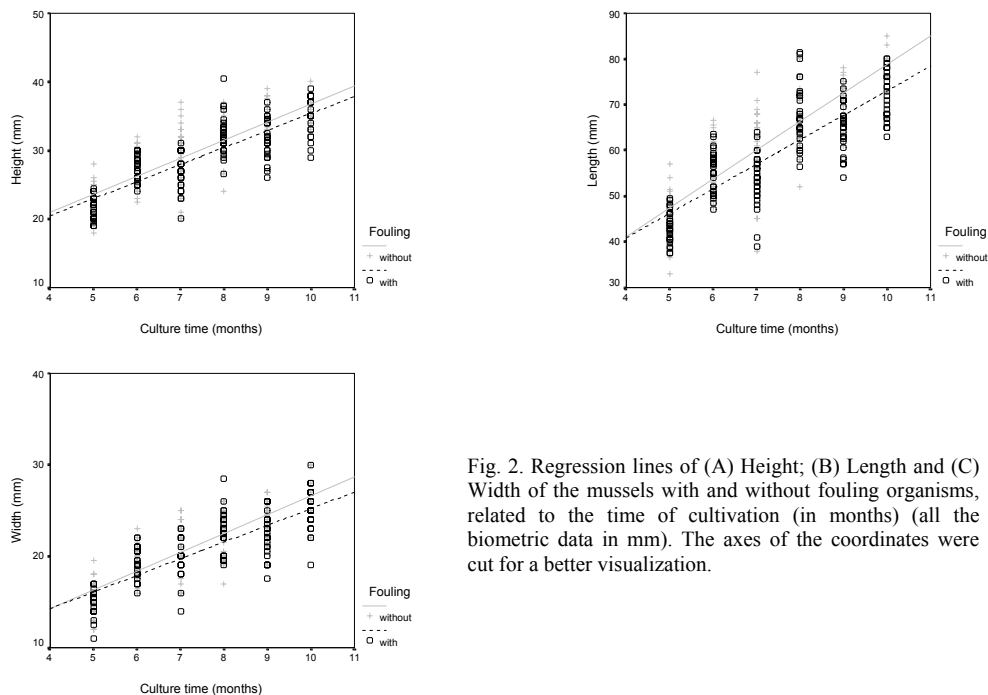 50
40
30
20
10
Height (mm)
4 5 6 7 8 9 10 11
Culture time (months)
Fouling
without
with
90
80
70
60
50
40
30
Length (mm)
4 5 6 7 8 9 10 11
Culture time (months)
Fouling
without
with
40
30
20
10
Width (mm)
4 5 6 7 8 9 10 11
Culture time (months)
Fouling
without
with
Fig. 2. Regression lines of (A) Height; (B) Length and (C)
Width of the mussels with and without fouling organisms,
related to the time of cultivation (in months) (all the
biometric data in mm). The axes of the coordinates were
cut for a better visualization.